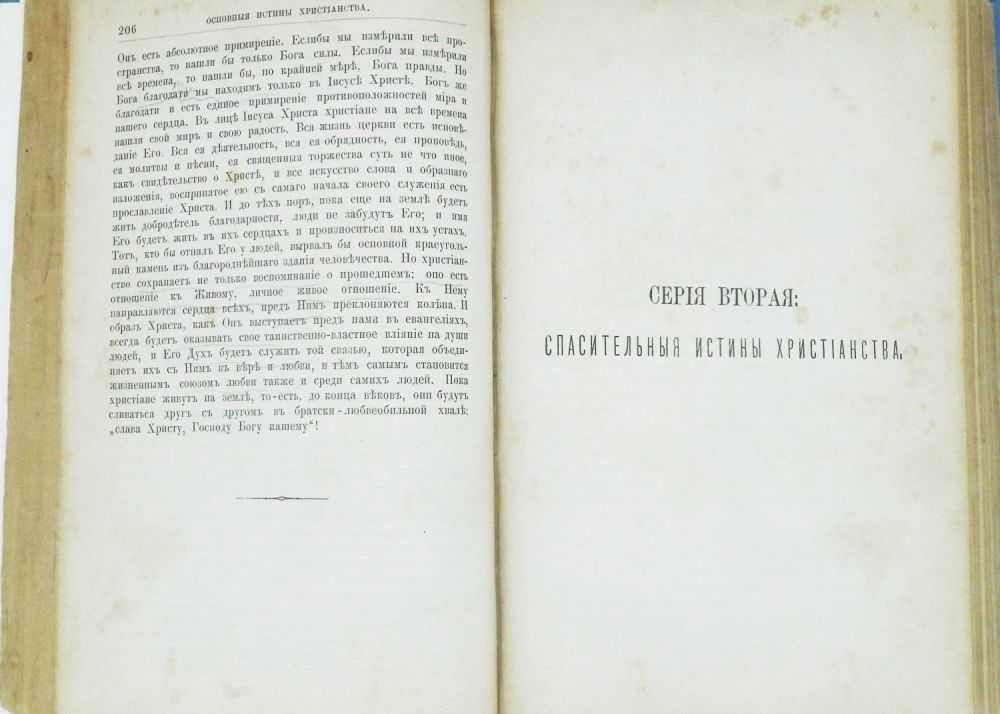 206
ОСНОВНЫЯ ИСТИНЫ ХРИСТІАНСТВА.
Онъ есть абсолютное примиреніе. Еслибы мы измѣрили всѣ про-
странства, то нашли бы только Бога силы. Еслибы мы измѣрили
всѣ времена, то нашли бы, по крайней мѣрѣ, Бога правды. Но
Бога благодати мы находимъ только въ Іисусѣ Христѣ. Богъ же
благодати и есть единое примиреніе противоположностей міра и
нашего сердца. Въ лицѣ Іисуса Христа христіане на всѣ времена
нашли свой миръ и свою радость. Вся жизнь церкви есть исповѣ-
даніе Его. Вся ея дѣятельность, вся ея обрядность, ея проповѣдь,
ея молитвы и пѣсни, ея священныя торжества суть не что иное,
какъ свидѣтельство о Христѣ, и все искусство слова и образнаго
изложенія, воспринятое ею съ самаго начала своего служенія есть
прославленіе Христа. И до тѣхъ поръ, пока еще на землѣ будетъ
жить добродѣтель благодарности, люди не забудутъ Его; и имя
Его будетъ жить въ ихъ сердцахъ и произноситься на ихъ устахъ.
Тотъ, кто бы отнялъ Его у людей, вырвалъ бы основной краеуголь-
ный камень изъ благороднѣйшаго зданія человѣчества. Но христіан-
ство сохраняетъ не только воспоминаніе о прошедшемъ: оно есть
отношеніе къ Живому, личное живое отношеніе. Къ Нему
направляются сердца всѣхъ, предъ Нимъ преклоняются колѣна. И
образъ Христа, какъ Онъ выступаетъ предъ нами въ евангеліяхъ,
всегда будетъ оказывать свое таинственно-властное вліяніе на души
людей, и Его Духъ будетъ служить той связью, которая объеди-
няетъ ихъ съ Нимъ въ вѣрѣ и любви, и тѣмъ самымъ становится
жизненнымъ союзомъ любви также и среди самихъ людей. Пока
христіане живутъ на землѣ, то-есть, до конца вѣковъ, они будутъ
сливаться другъ съ другомъ въ братски-любвеобильной хвалѣ:
„слава Христу, Господу Богу нашему“!
СЕРІЯ ВТОРАЯ:
СПАСИТЕЛЬНЫЯ ИСТИНЫ ХРИСТІАНСТВА.